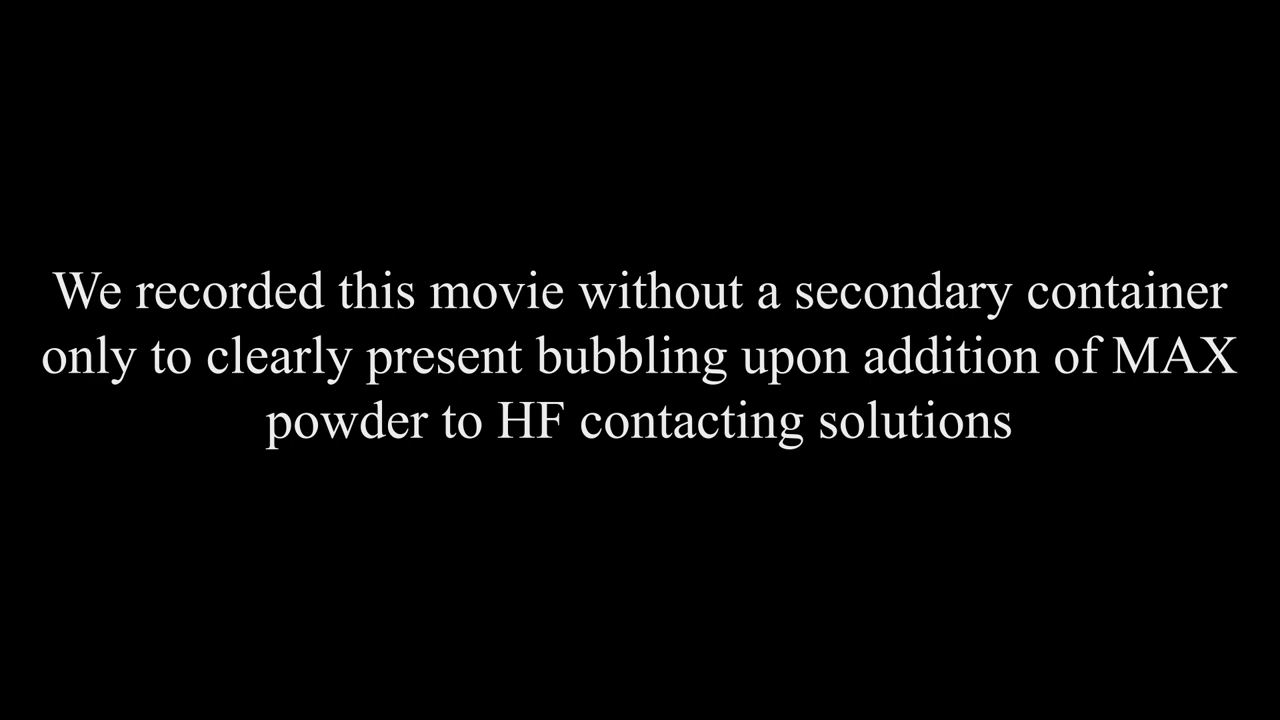 We recorded this movie without a secondary container
only to clearly present bubbling upon addition of MAX
powder to HF contacting solutions